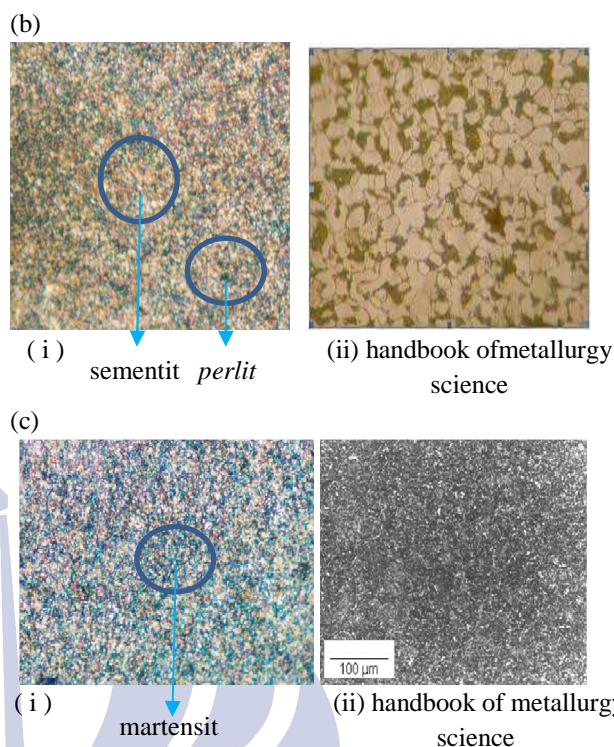 (b)
( i )
(ii) handbook ofmetallurgy
sementit perlit
science
(c)
100 µm
( i )
(ii) handbook of metallurgy
martensit
science